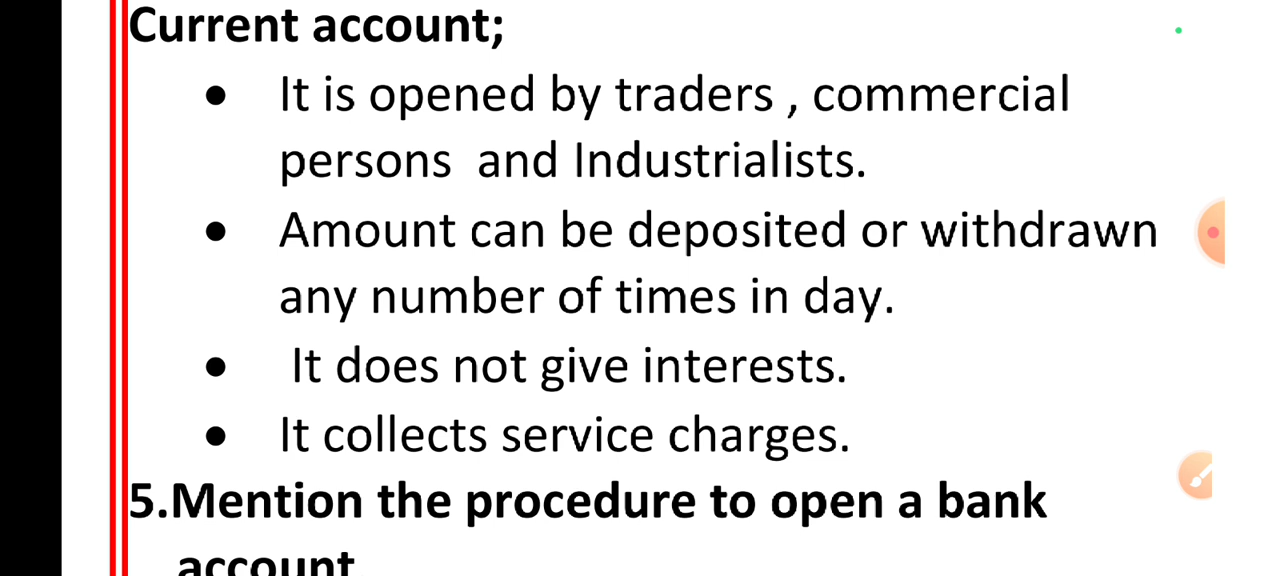 Current account;
• It is opened by traders , commercial
persons and Industrialists.
• Amount can be deposited or withdrawn
any number of times in day.
• It does not give interests.
• It collects service charges.
5.Mention the procedure to open a bank
account